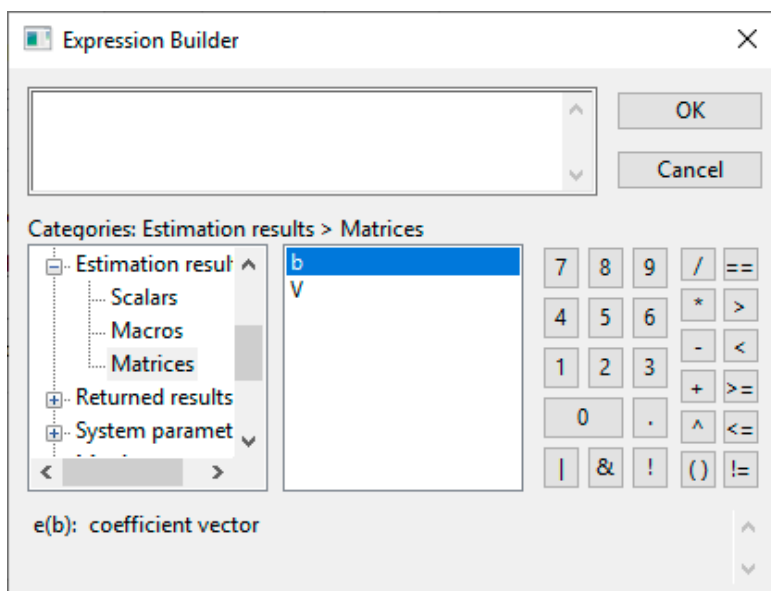 Expression Builder
OK
Cancel
Categories: Estimation results > Matrices
Estimation result
Scalars
Macros
Matrices
Returned results
System paramet
b
V
7 8 9 / ==
4 5 6 * >
1 2 3 - <
0 . + >=
^ <=
| & ! () !=
e(b): coefficient vector